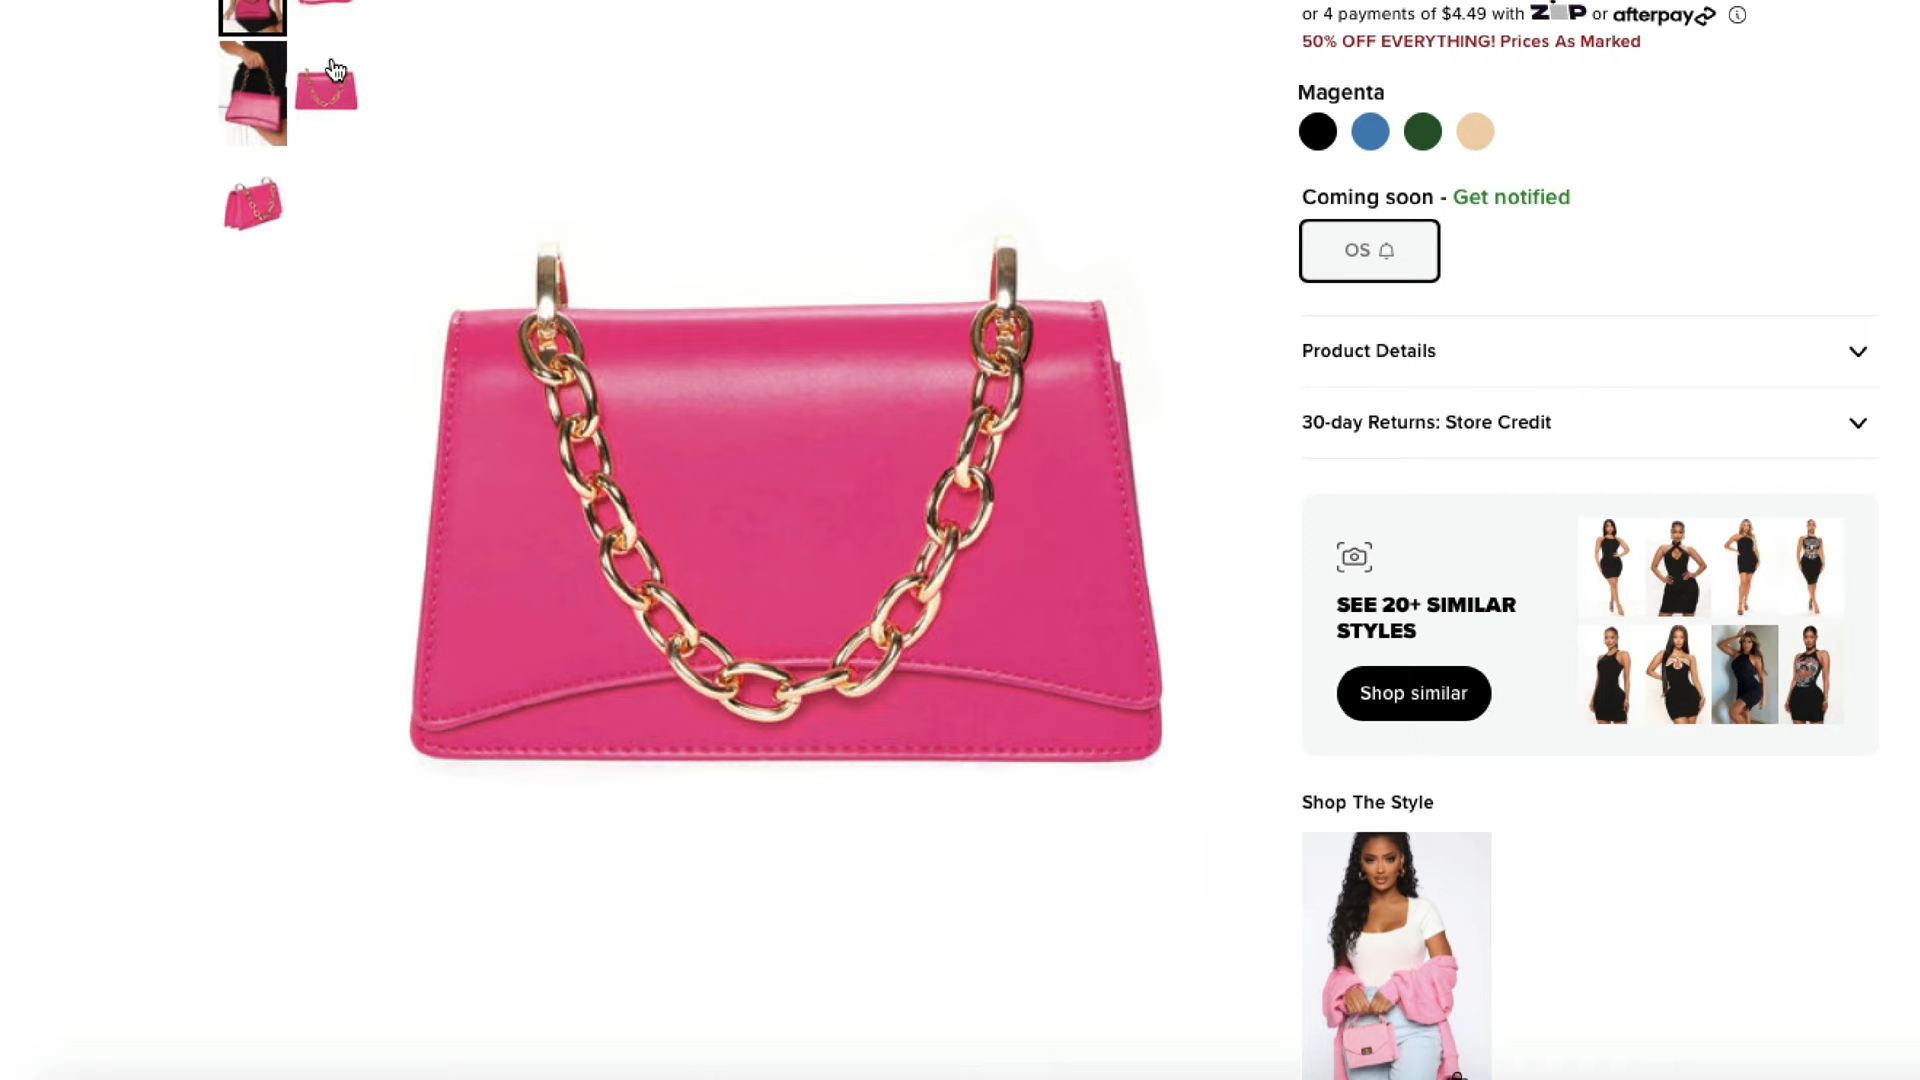 or 4 payments of $4.49 with ZIP or afterpay
50% OFF EVERYTHING! Prices As Marked
Magenta
Coming soon - Get notified
OS
Product Details
30-day Returns: Store Credit
SEE 20+ SIMILAR
STYLES
Shop similar
Shop The Style